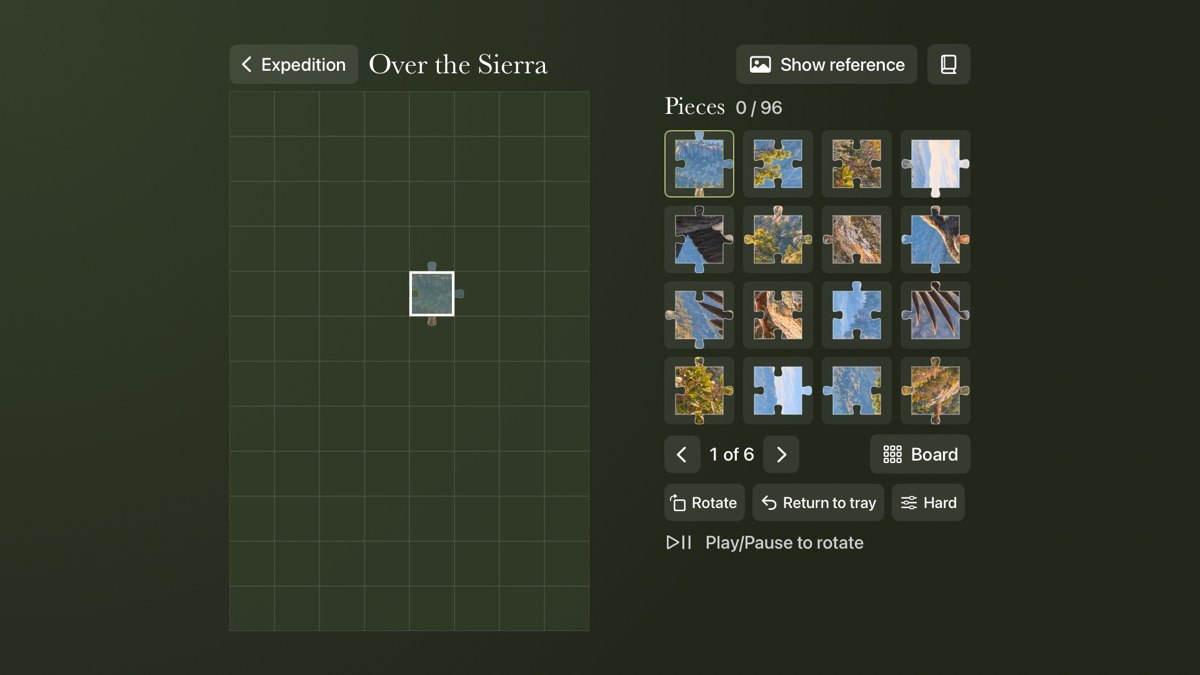 Expedition
Over the Sierra
Show reference
Pieces 0 / 96
1 of 6
Board
Rotate
Return to tray
Hard
Play/Pause to rotate